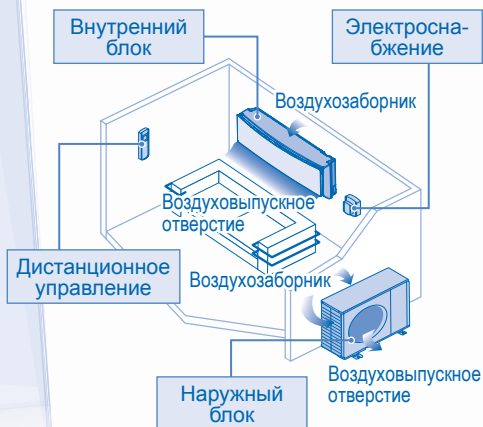 Внутренний
блок
Электросна-
бжение
Воздухозаборник
Воздуховыпускное
отверстие
Дистанционное
управление
Воздухозаборник
Воздуховыпускное
отверстие
Наружный
блок